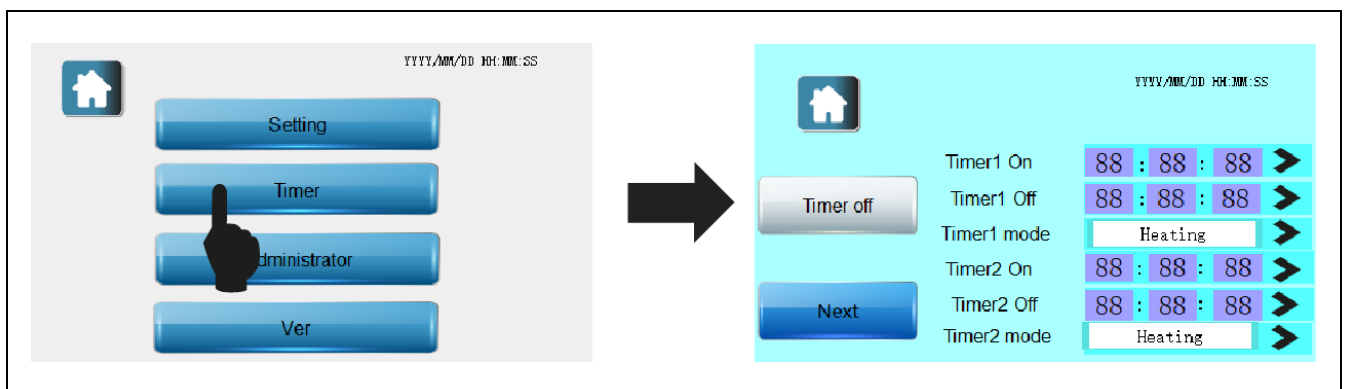 YYYY/MM/DD HH:MM:SS
Setting
Timer
dministrator
Ver
YYYY/MM/DD HH:MM:SS
Timer off
Next
Timer1 On 88 : 88 : 88
Timer1 Off 88 : 88 : 88
Timer1 mode Heating
Timer2 On 88 : 88 : 88
Timer2 Off 88 : 88 : 88
Timer2 mode Heating